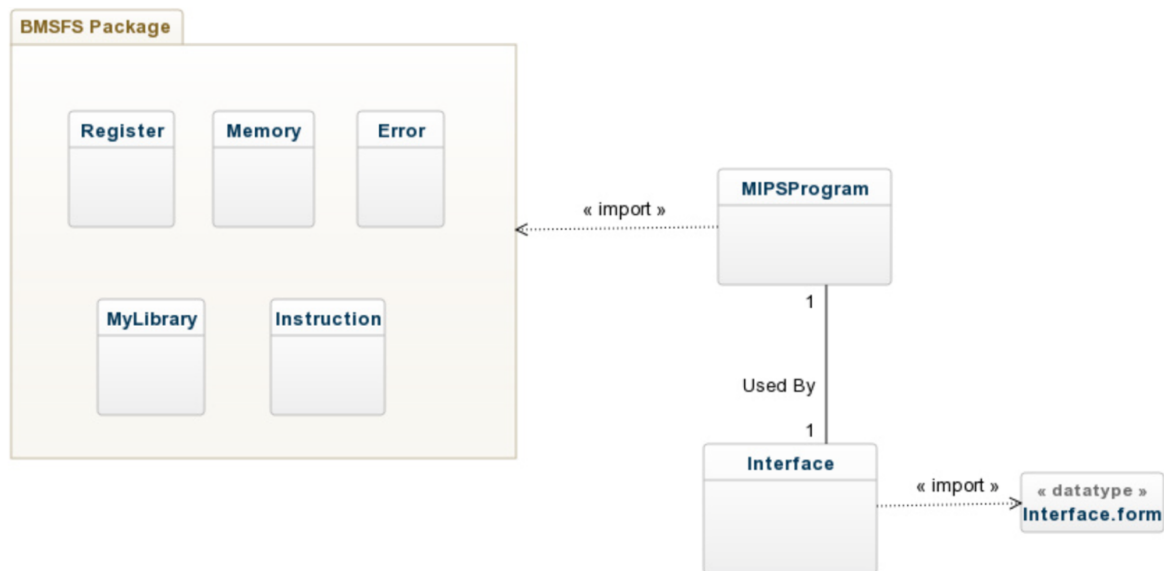 BMSFS Package
Register
Memory
Error
MIPSProgram
« import »
1
MyLibrary
Instruction
Used By
1
Interface
« import »
« datatype »
Interface.form